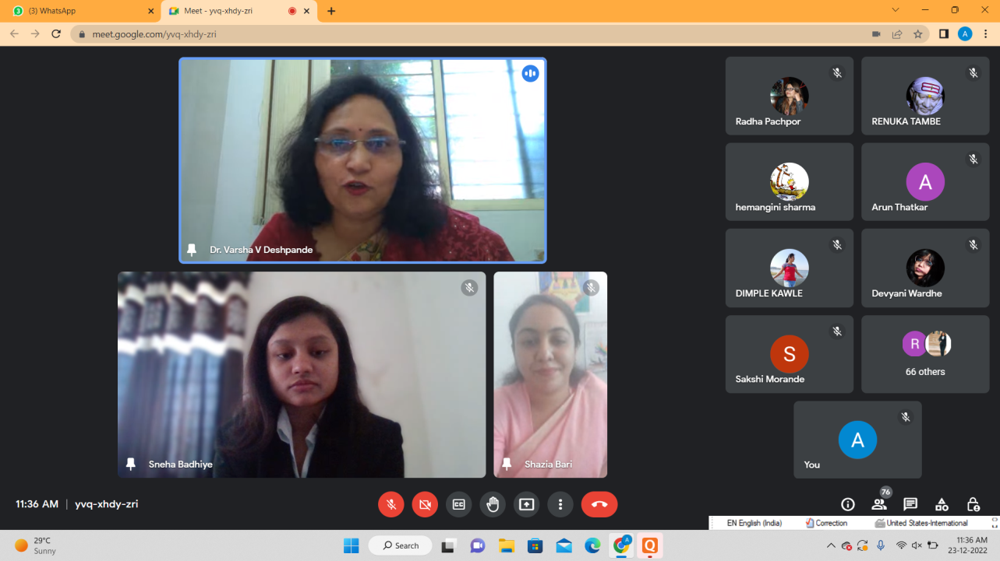 (3) WhatsApp
Meet - yvq-xhdy-zri
meet.google.com/yvq-xhdy-zri
A
Dr. Varsha V Deshpande
Sneha Badhiye
Shazia Bari
Radha Pachpor
RENUKA TAMBE
hemangini sharma
A
Arun Thatkar
DIMPLE KAWLE
Devyani Wardhe
S
Sakshi Morande
R
66 others
A
You
11:36 AM | yvq-xhdy-zri
CC
76
EN English (India) Correction United States-International
29°C
Sunny
Search
11:36 AM
23-12-2022